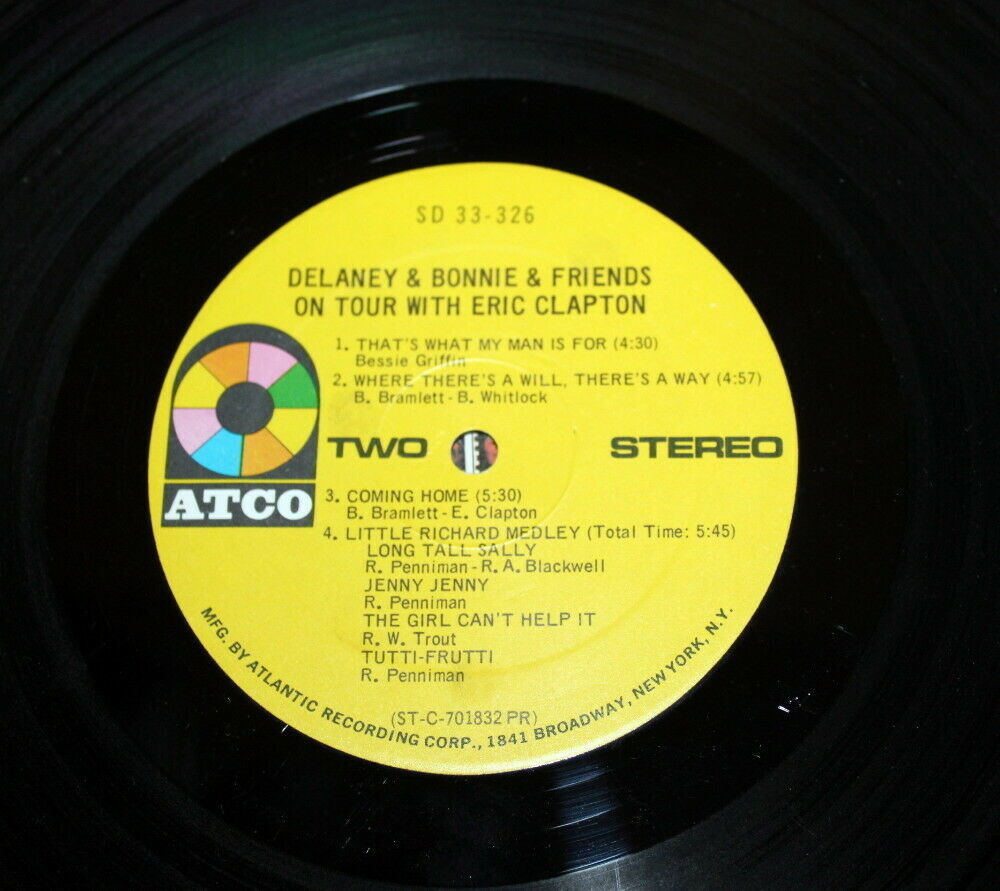 SD 33-326
DELANEY & BONNIE & FRIENDS
ON TOUR WITH ERIC CLAPTON
1. THAT'S WHAT MY MAN IS FOR (4:30)
Bessie Griffin
2. WHERE THERE'S A WILL, THERE'S A WAY (4:57)
B. Bramlett - B. Whitlock
TWO
STEREO
ATCO
3. COMING HOME (5:30)
B. Bramlett - E. Clapton
4. LITTLE RICHARD MEDLEY (Total Time: 5:45)
LONG TALL SALLY
R. Penniman - R. A. Blackwell
JENNY JENNY
R. Penniman
THE GIRL CAN'T HELP IT
R. W. Trout
TUTTI-FRUTTI
R. Penniman
(ST-C-701832 PR)
MFG. BY ATLANTIC RECORDING CORP., 1841 BROADWAY, NEW YORK, N.Y.